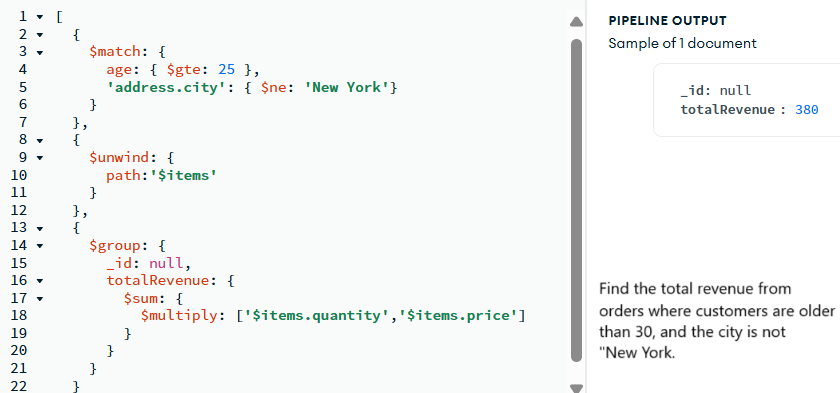 1 [
2 {
3 $match: {
4 age: { $gte: 25 },
5 'address.city': { $ne: 'New York'}
6 }
7 },
8 {
9 $unwind: {
10 path:'$items'
11 }
12 },
13 {
14 $group: {
15 _id: null,
16 totalRevenue: {
17 $sum: {
18 $multiply: ['$items.quantity','$items.price']
19 }
20 }
21 }
22 }
PIPELINE OUTPUT
Sample of 1 document
_id: null
totalRevenue : 380
Find the total revenue from
orders where customers are older
than 30, and the city is not
"New York.